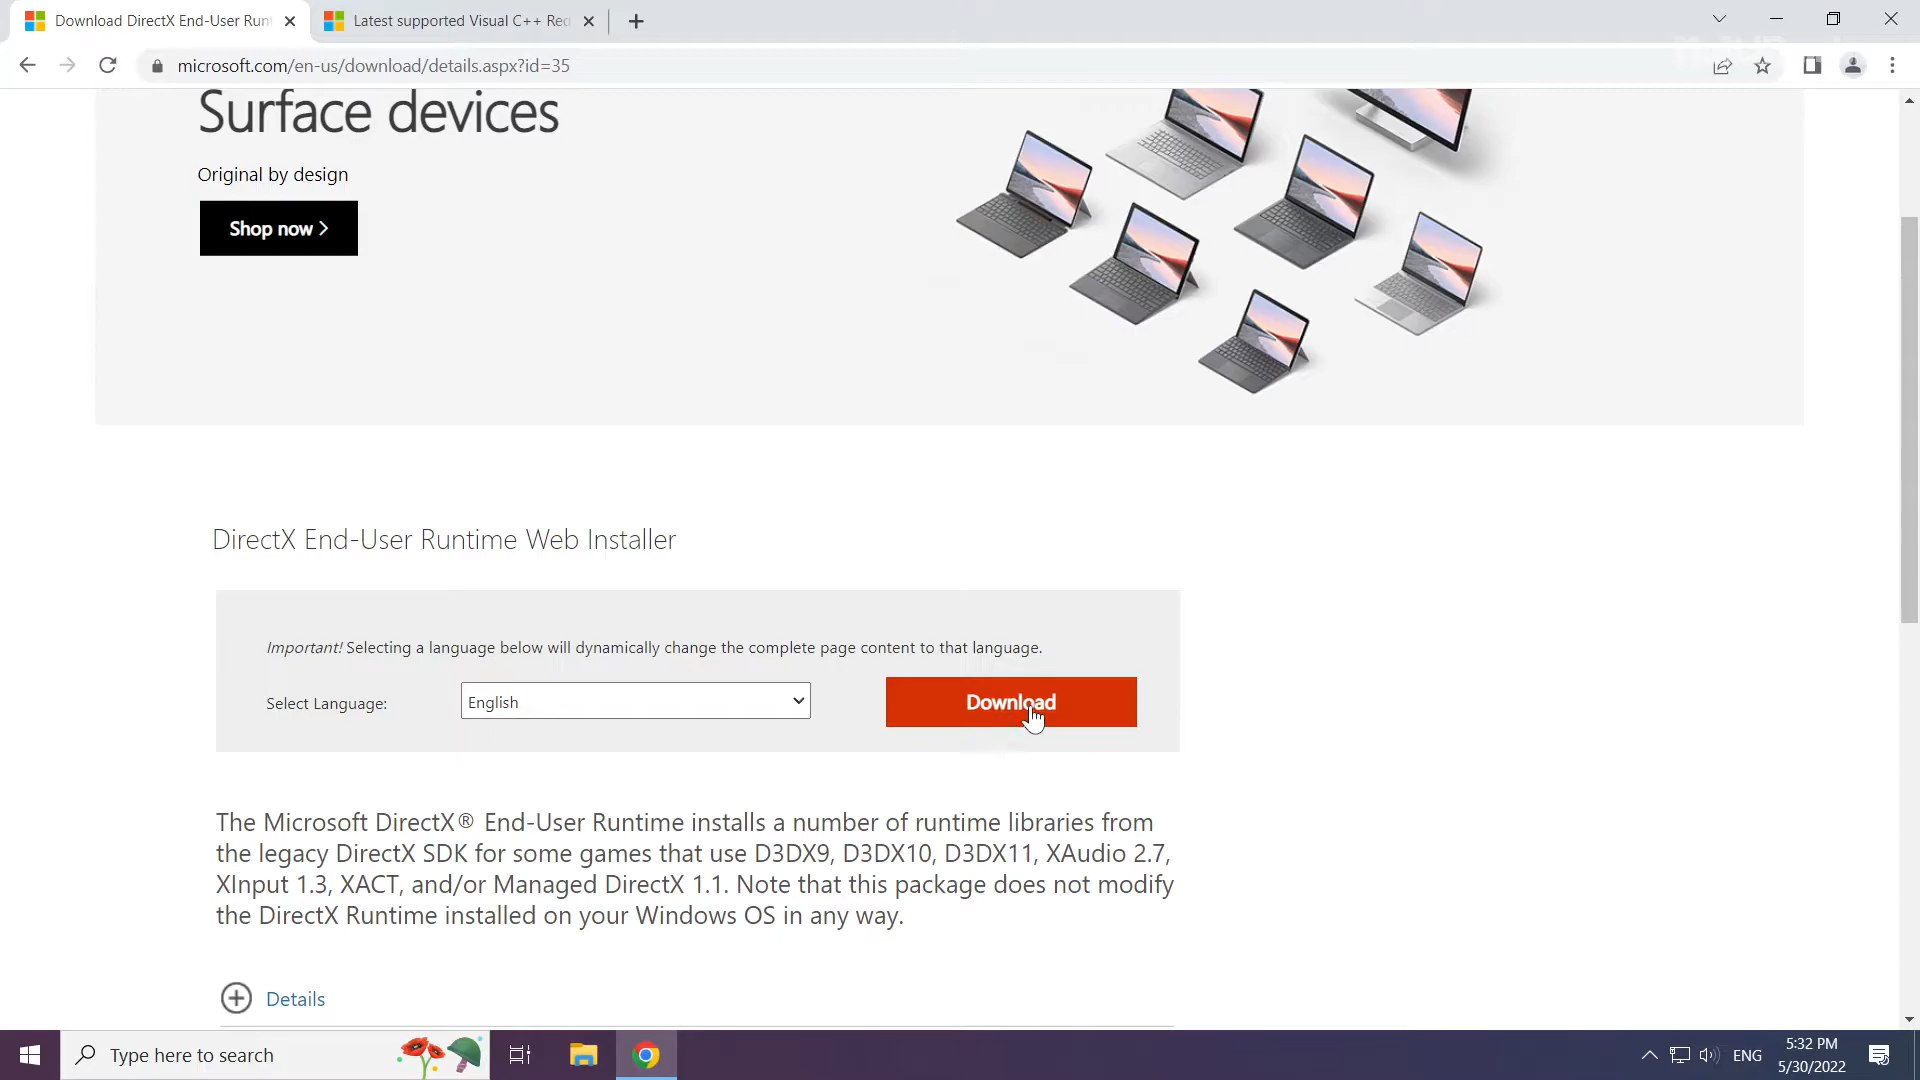 Download DirectX End-User Run
Latest supported Visual C++ Red
microsoft.com/en-us/download/details.aspx?id=35
Surface devices
Original by design
Shop now
DirectX End-User Runtime Web Installer
Important! Selecting a language below will dynamically change the complete page content to that language.
Select Language:
English
Download
The Microsoft DirectX® End-User Runtime installs a number of runtime libraries from
the legacy DirectX SDK for some games that use D3DX9, D3DX10, D3DX11, XAudio 2.7,
XInput 1.3, XACT, and/or Managed DirectX 1.1. Note that this package does not modify
the DirectX Runtime installed on your Windows OS in any way.
Details
Type here to search
ENG
5:32 PM
5/30/2022